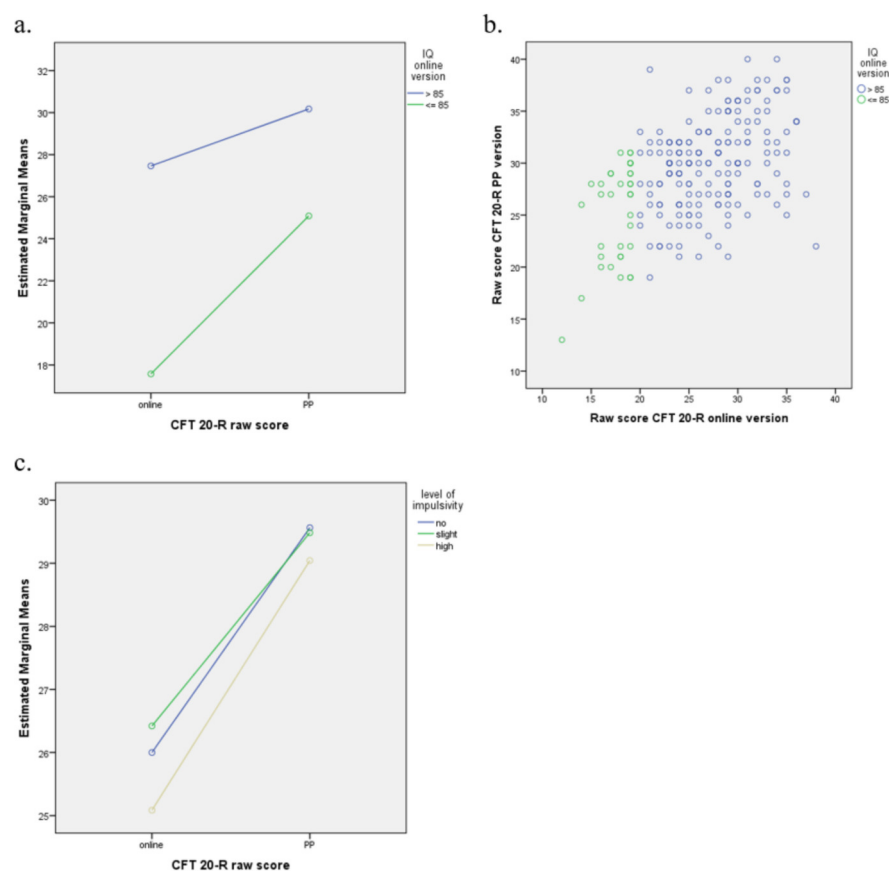 a.
IQ
online
version
> 85
<= 85
Estimated Marginal Means
32
30
28
26
24
22
20
18
online
PP
CFT 20-R raw score
b.
IQ
online
version
> 85
<= 85
Raw score CFT 20-R PP version
40
35
30
25
20
15
10
10
15
20
25
30
35
40
Raw score CFT 20-R online version
c.
level of
impulsivity
no
slight
high
Estimated Marginal Means
30
29
28
27
26
25
online
PP
CFT 20-R raw score